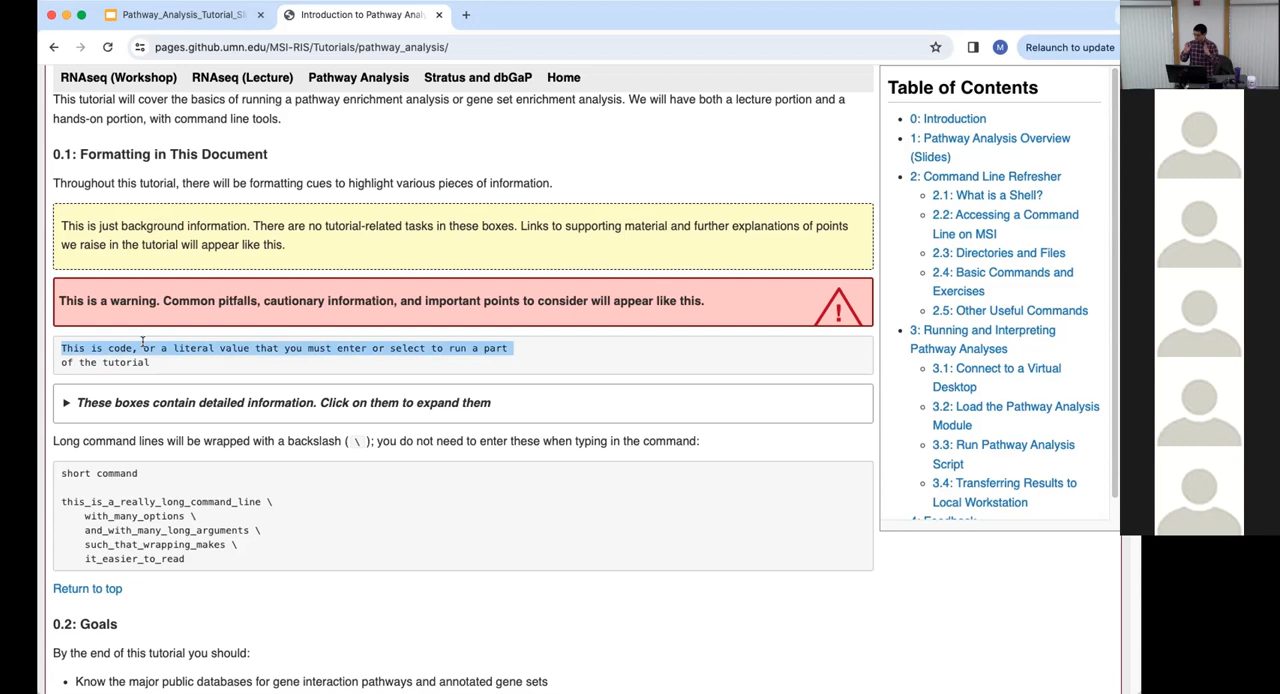 Pathway_Analysis_Tutorial_Sl
Introduction to Pathway Anal
pages.github.umn.edu/MSI-RIS/Tutorials/pathway_analysis/
M
Relaunch to update
RNAseq (Workshop) RNAseq (Lecture) Pathway Analysis Stratus and dbGaP Home
This tutorial will cover the basics of running a pathway enrichment analysis or gene set enrichment analysis. We will have both a lecture portion and a
hands-on portion, with command line tools.
0.1: Formatting in This Document
Throughout this tutorial, there will be formatting cues to highlight various pieces of information.
This is just background information. There are no tutorial-related tasks in these boxes. Links to supporting material and further explanations of points
we raise in the tutorial will appear like this.
This is a warning. Common pitfalls, cautionary information, and important points to consider will appear like this.
This is code, or a literal value that you must enter or select to run a part
of the tutorial
These boxes contain detailed information. Click on them to expand them
Long command lines will be wrapped with a backslash ( \ ); you do not need to enter these when typing in the command:
short command
this_is_a_really_long_command_line \
with_many_options \
and_with_many_long_arguments \
such_that_wrapping_makes \
it_easier_to_read
Return to top
0.2: Goals
By the end of this tutorial you should:
• Know the major public databases for gene interaction pathways and annotated gene sets
Table of Contents
0: Introduction
1: Pathway Analysis Overview
(Slides)
2: Command Line Refresher
2.1: What is a Shell?
2.2: Accessing a Command
Line on MSI
2.3: Directories and Files
2.4: Basic Commands and
Exercises
2.5: Other Useful Commands
3: Running and Interpreting
Pathway Analyses
3.1: Connect to a Virtual
Desktop
3.2: Load the Pathway Analysis
Module
3.3: Run Pathway Analysis
Script
3.4: Transferring Results to
Local Workstation
4: Feedback